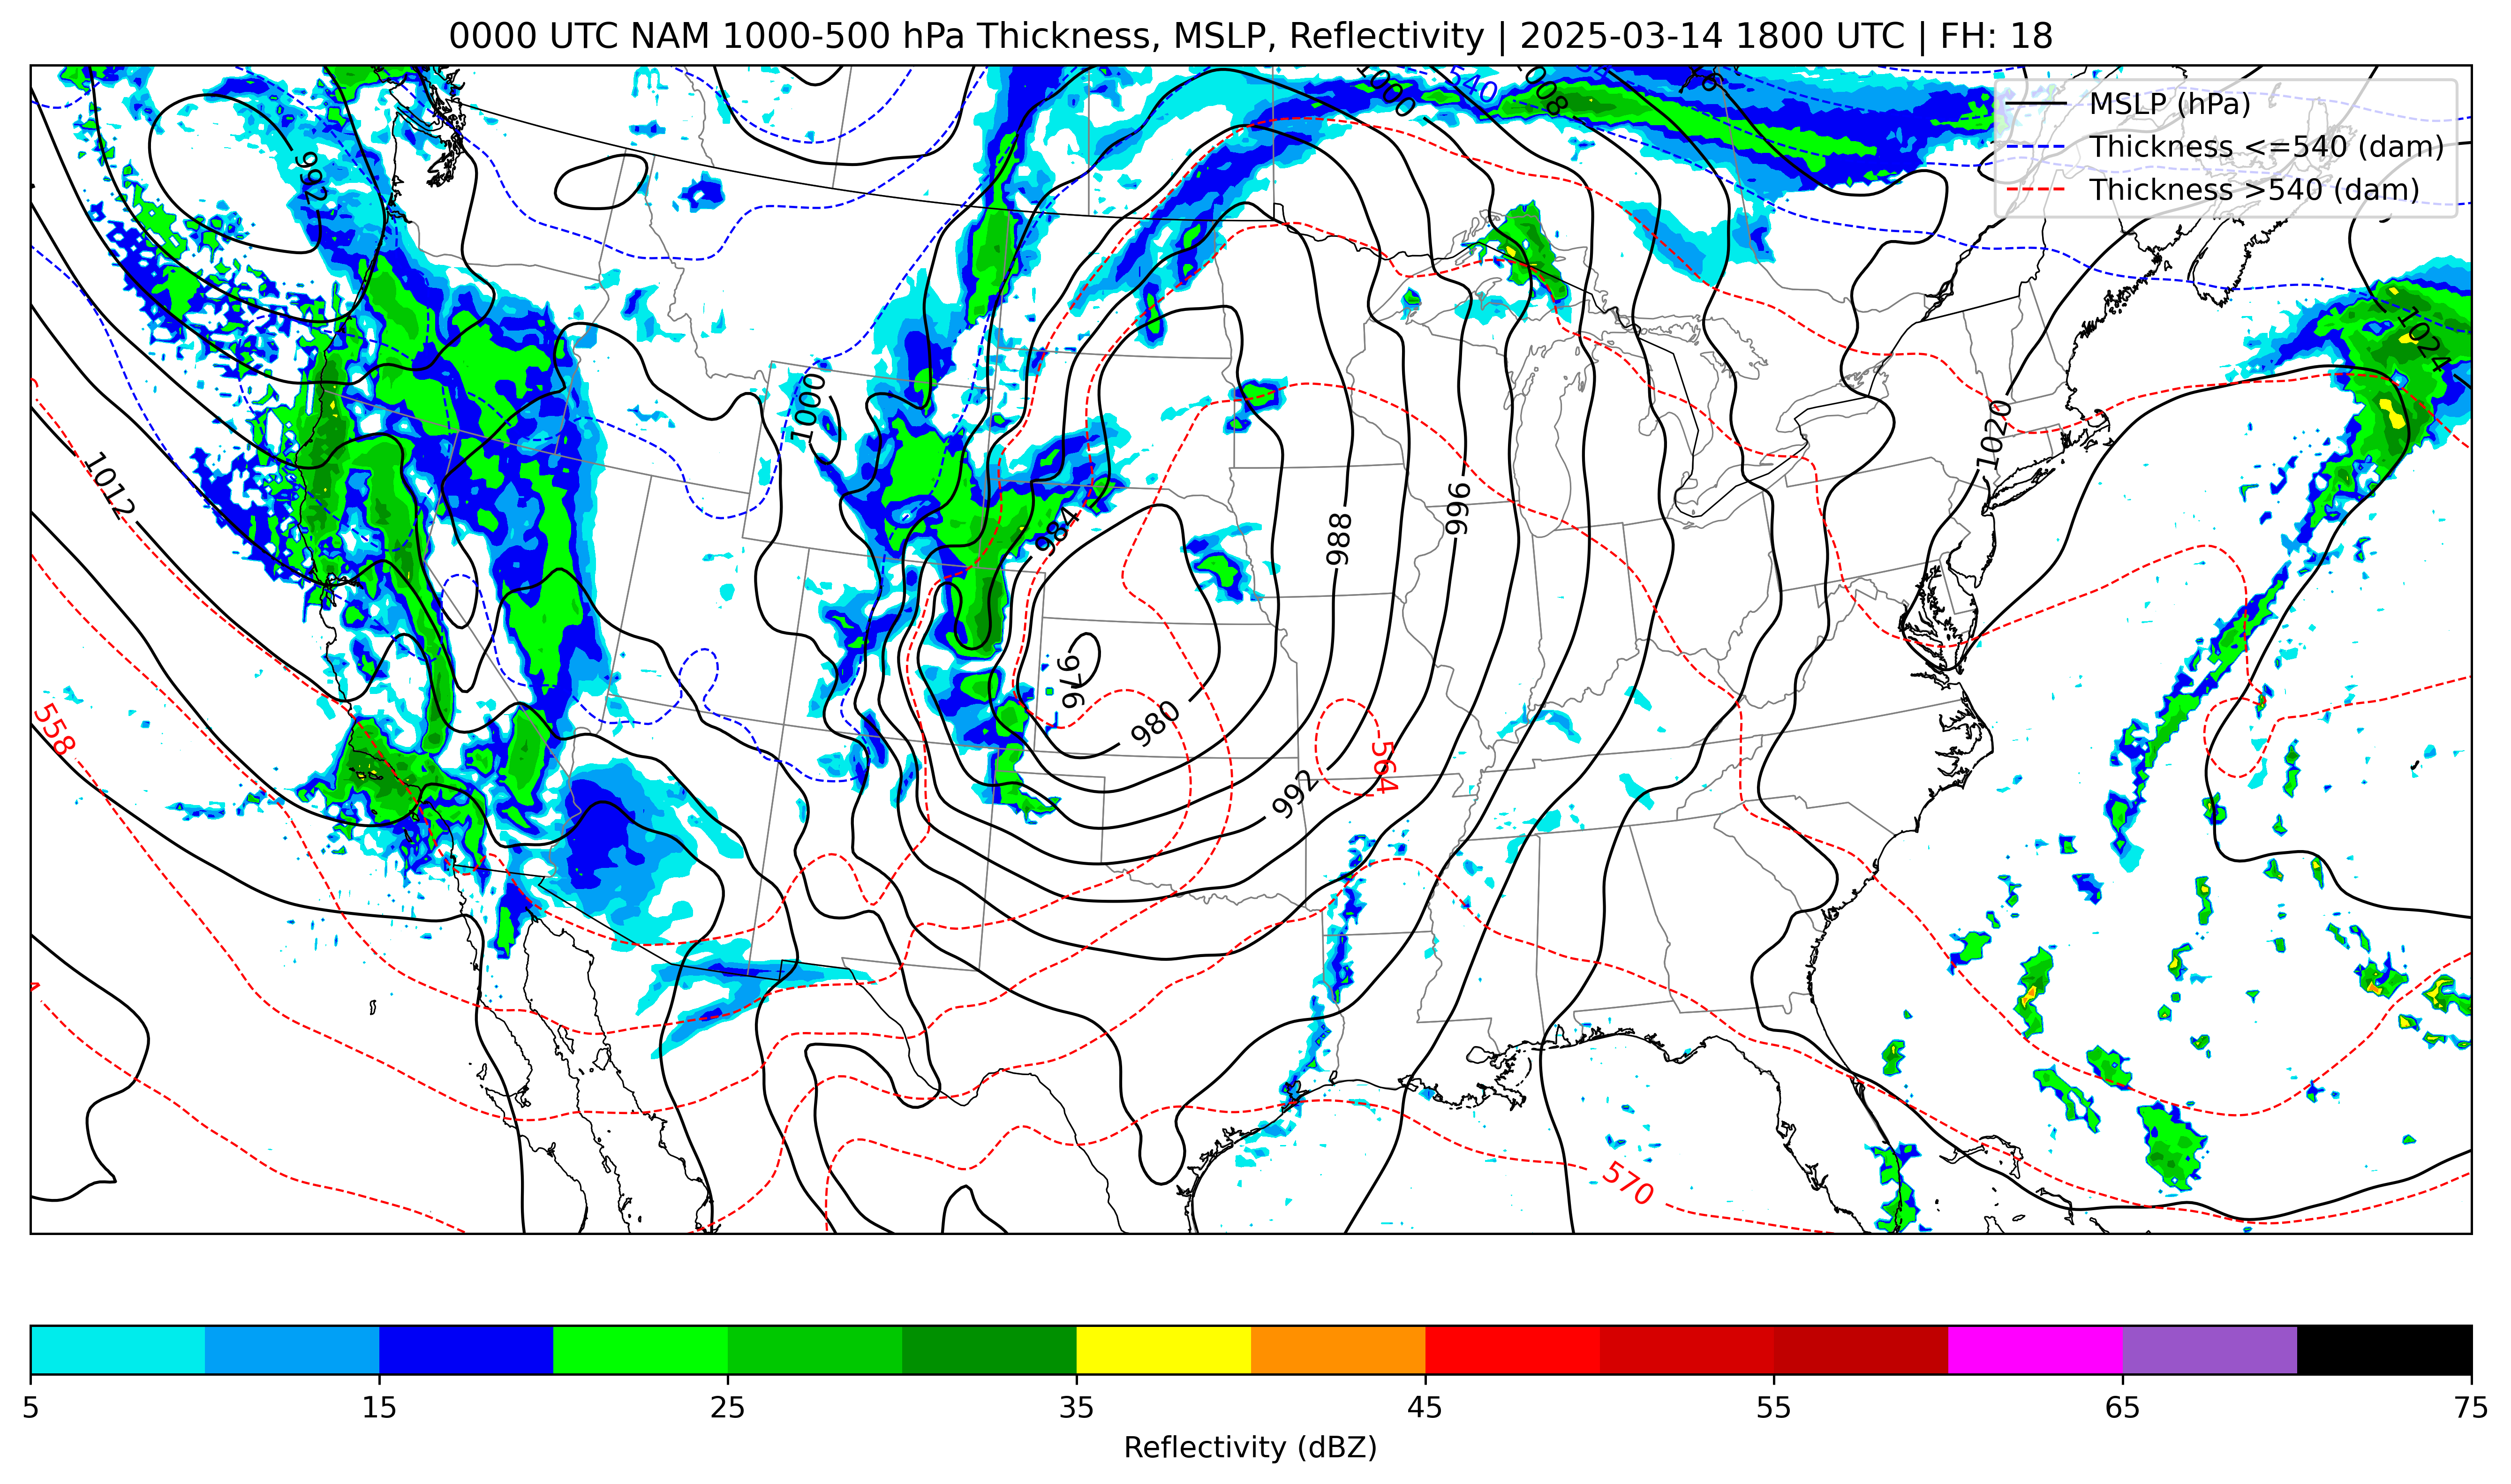 0000 UTC NAM 1000-500 hPa Thickness, MSLP, Reflectivity | 2025-03-14 1800 UTC | FH: 18
MSLP (hPa)
Thickness <=540 (dam)
Thickness >540 (dam)
1000
540
1008
992
1024
1000
1020
1012
996
988
984
976
558
980
564
992
570
5 15 25 35 45 55 65 75
Reflectivity (dBZ)